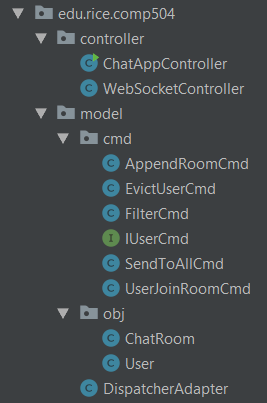 edu.rice.comp504
controller
ChatAppController
WebSocketController
model
cmd
AppendRoomCmd
EvictUserCmd
FilterCmd
IUserCmd
SendToAllCmd
UserJoinRoomCmd
obj
ChatRoom
User
DispatcherAdapter